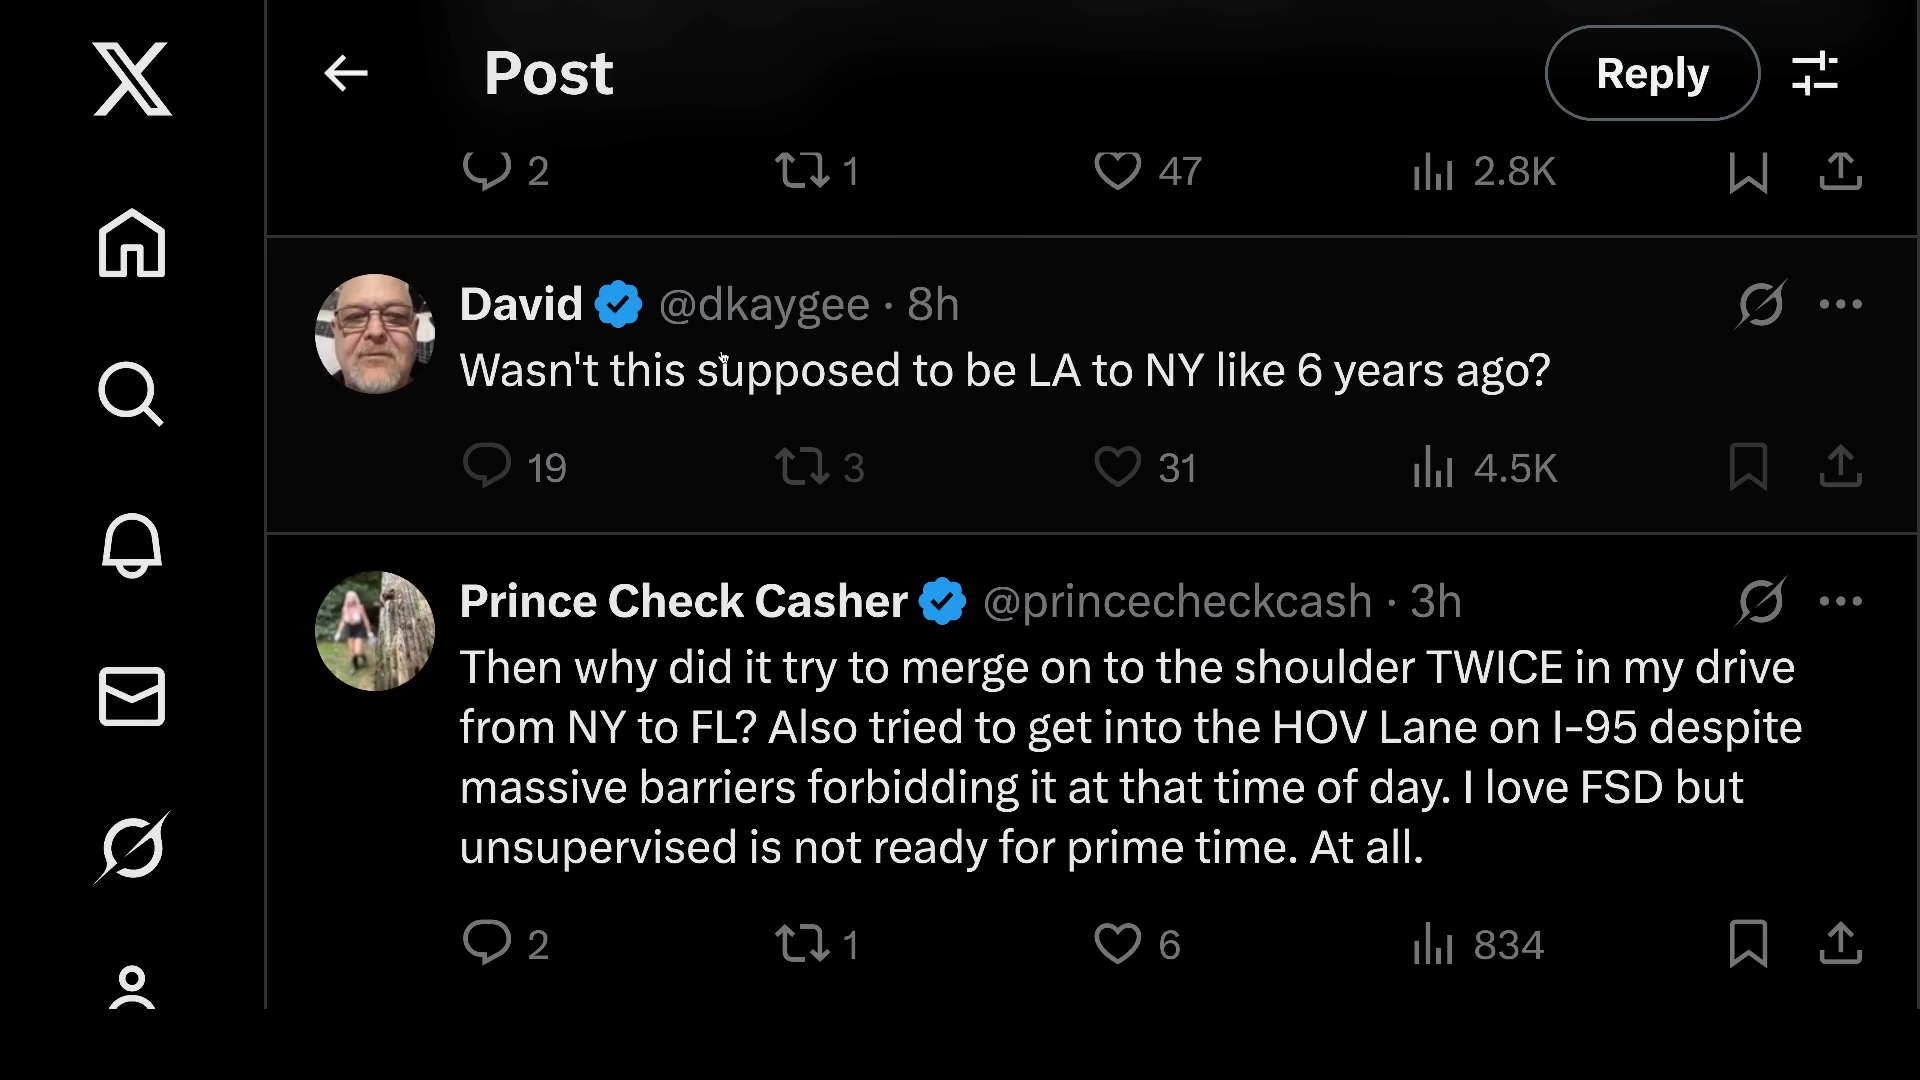 Post
Reply
2 1 47 2.8K
David @dkaygee · 8h
Wasn't this supposed to be LA to NY like 6 years ago?
19 3 31 4.5K
Prince Check Casher @princecheckcash · 3h
Then why did it try to merge on to the shoulder TWICE in my drive
from NY to FL? Also tried to get into the HOV Lane on I-95 despite
massive barriers forbidding it at that time of day. I love FSD but
unsupervised is not ready for prime time. At all.
2 1 6 834